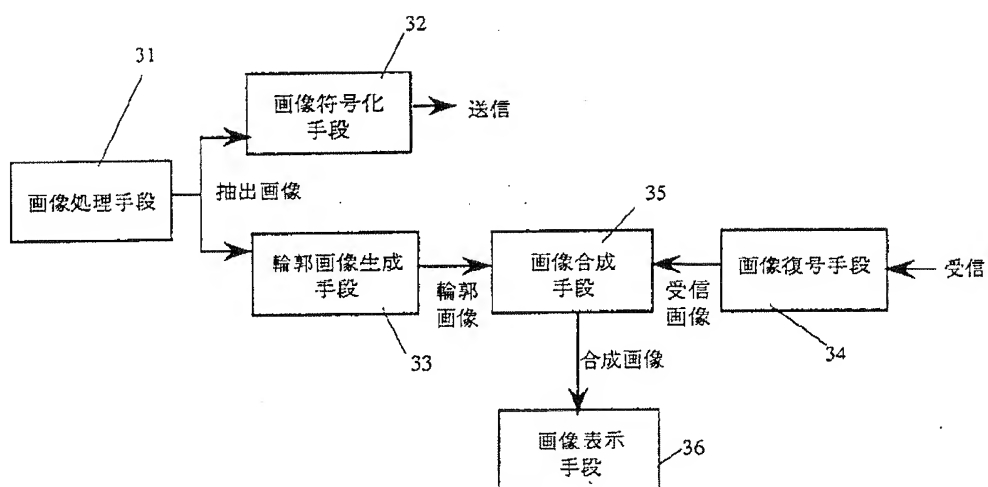 32
31
画像符号化
手段
送信
画像処理手段
抽出画像
35
輪郭画像生成
手段
輪郭
画像
画像合成
手段
受信
画像
画像復号手段
受信
33
34
合成画像
画像表示
手段
36